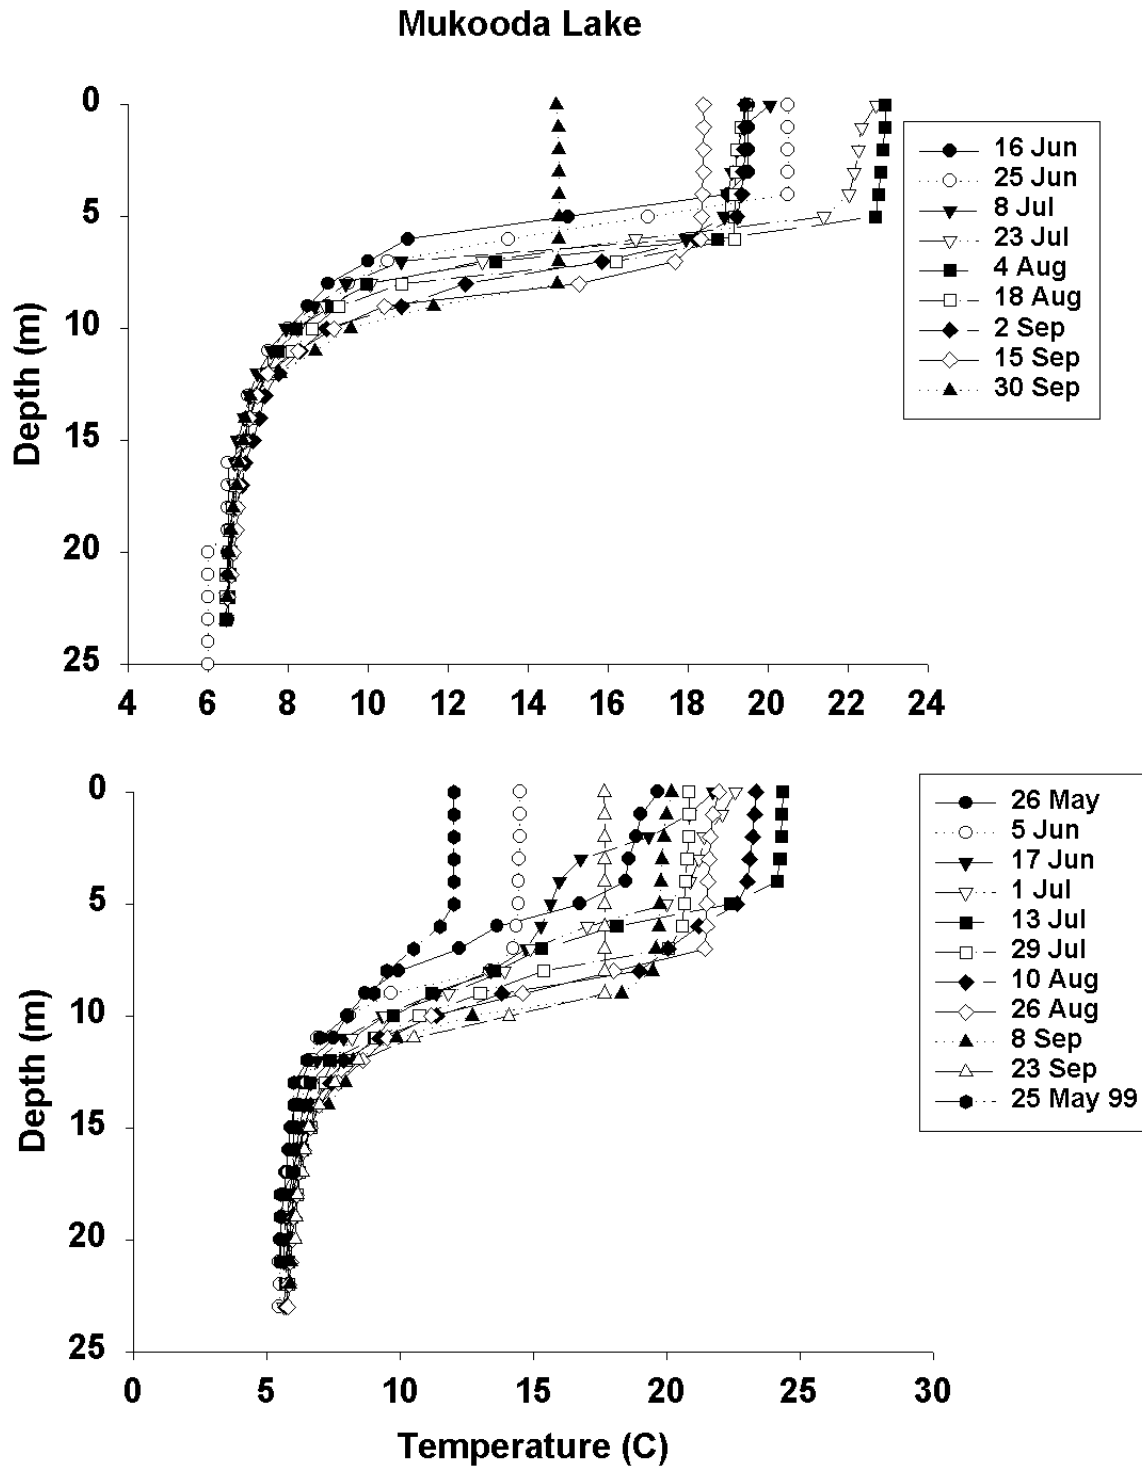 Mukooda Lake
0
5
10
15
20
25
Depth (m)
4 6 8 10 12 14 16 18 20 22 24
16 Jun
25 Jun
8 Jul
23 Jul
4 Aug
18 Aug
2 Sep
15 Sep
30 Sep
0
5
10
15
20
25
Depth (m)
0 5 10 15 20 25 30
Temperature (C)
26 May
5 Jun
17 Jun
1 Jul
13 Jul
29 Jul
10 Aug
26 Aug
8 Sep
23 Sep
25 May 99